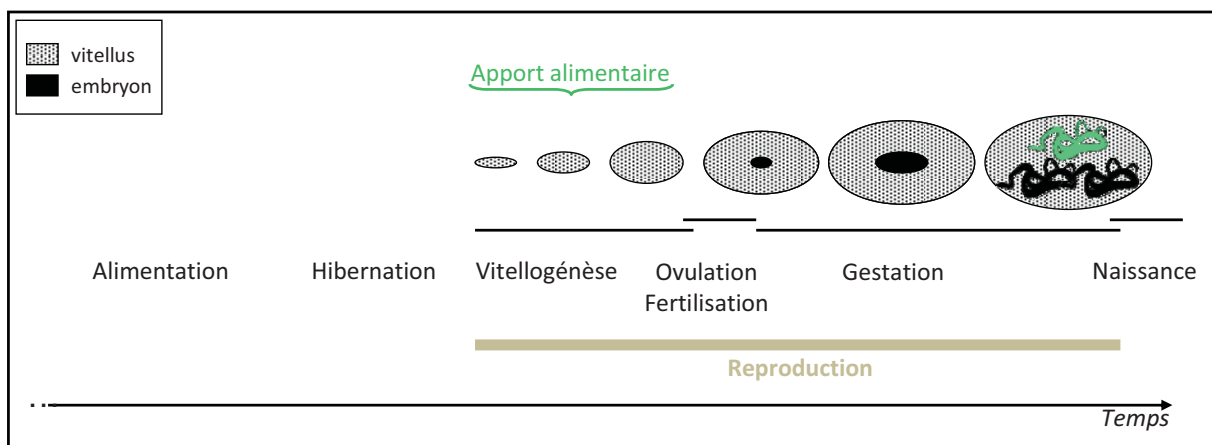 vitellus
embryon
Apport alimentaire
Alimentation
Hibernation
Vitellogénèse
Ovulation
Fertilisation
Gestation
Naissance
Reproduction
...
Temps